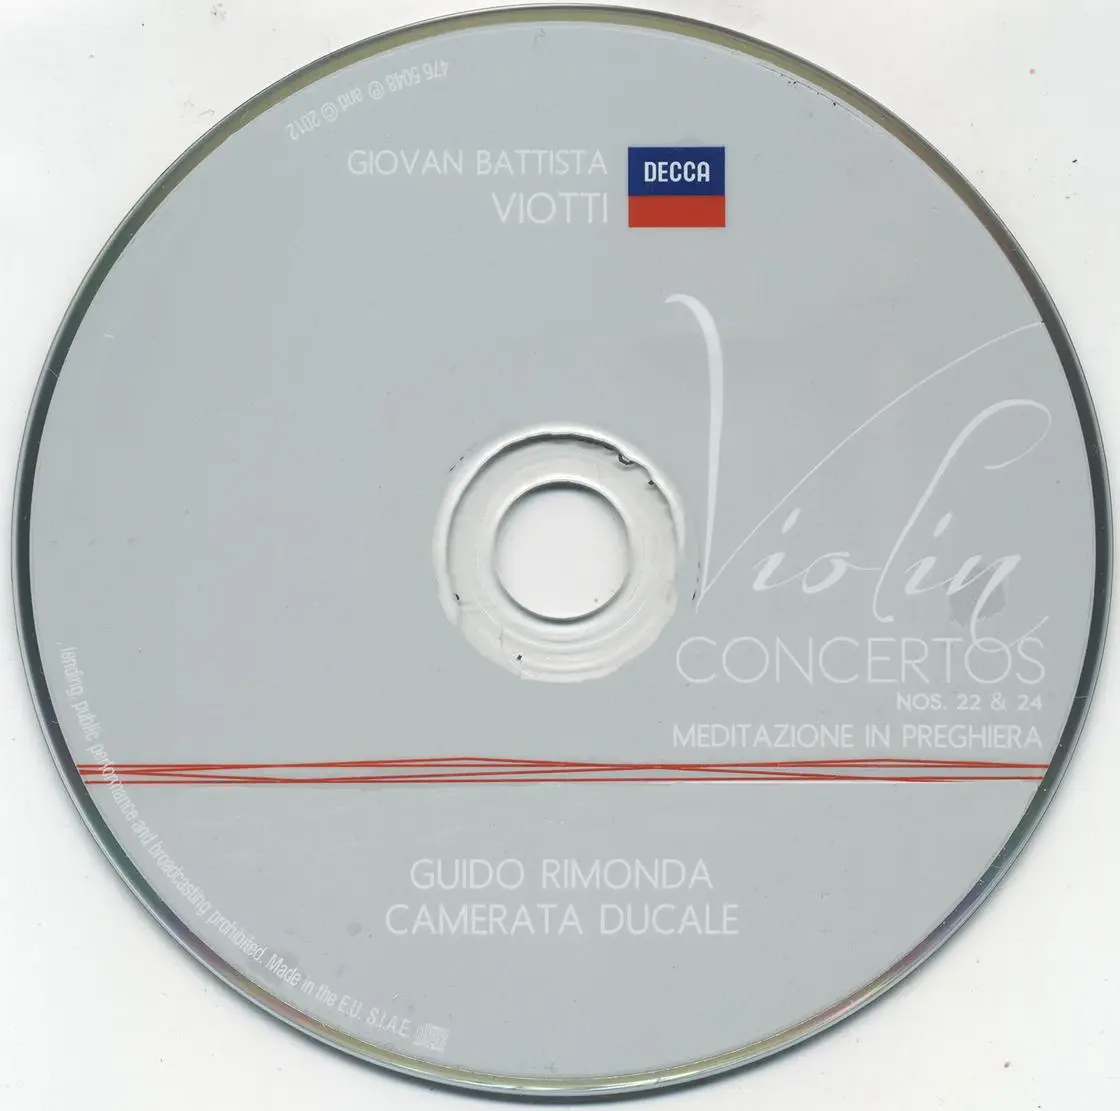 476 5048 ℗ and © 2012
GIOVAN BATTISTA
VIOTTI
DECCA
Violin
CONCERTOS
NOS. 22 & 24
MEDITAZIONE IN PREGHIERA
GUIDO RIMONDA
CAMERATA DUCALE
lending, public performance and broadcasting prohibited. Made in the E.U. S.I.A.E.